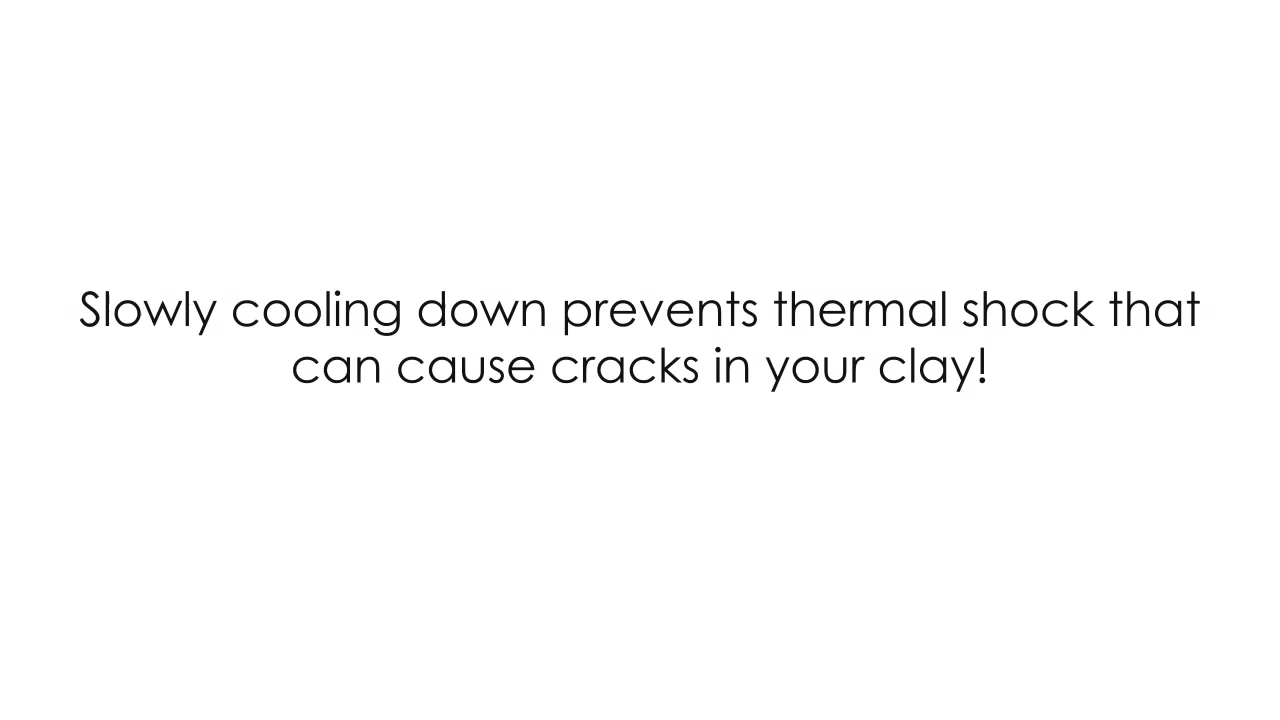 Slowly cooling down prevents thermal shock that
can cause cracks in your clay!